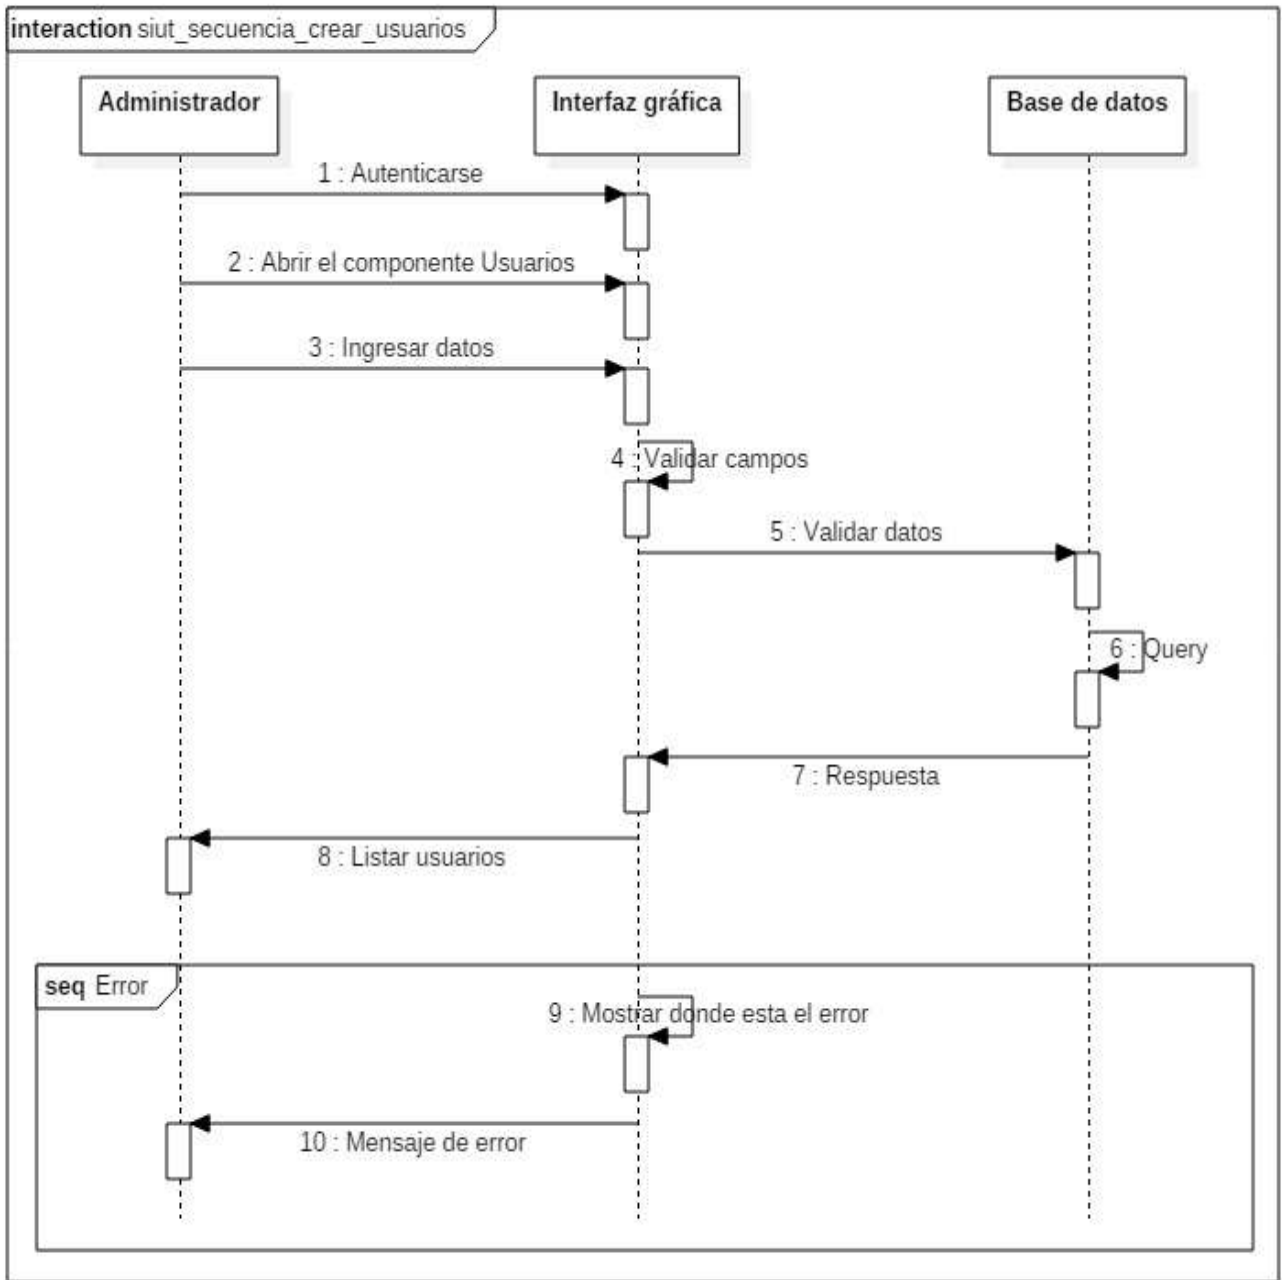 interaction siut_secuencia_crear_usuarios
Administrador
Interfaz gráfica
Base de datos
1 : Autenticarse
2 : Abrir el componente Usuarios
3 : Ingresar datos
4 : Validar campos
5 : Validar datos
6 : Query
7 : Respuesta
8 : Listar usuarios
seq Error
9 : Mostrar donde esta el error
10 : Mensaje de error